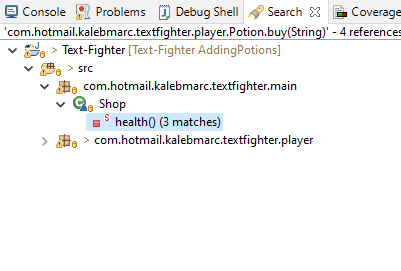 Console Problems Debug Shell Search Coverage
'com.hotmail.kalebmarc.textfighter.player.Potion.buy(String)' - 4 references
> Text-Fighter [Text-Fighter AddingPotions]
> src
com.hotmail.kalebmarc.textfighter.main
Shop
health() (3 matches)
> com.hotmail.kalebmarc.textfighter.player